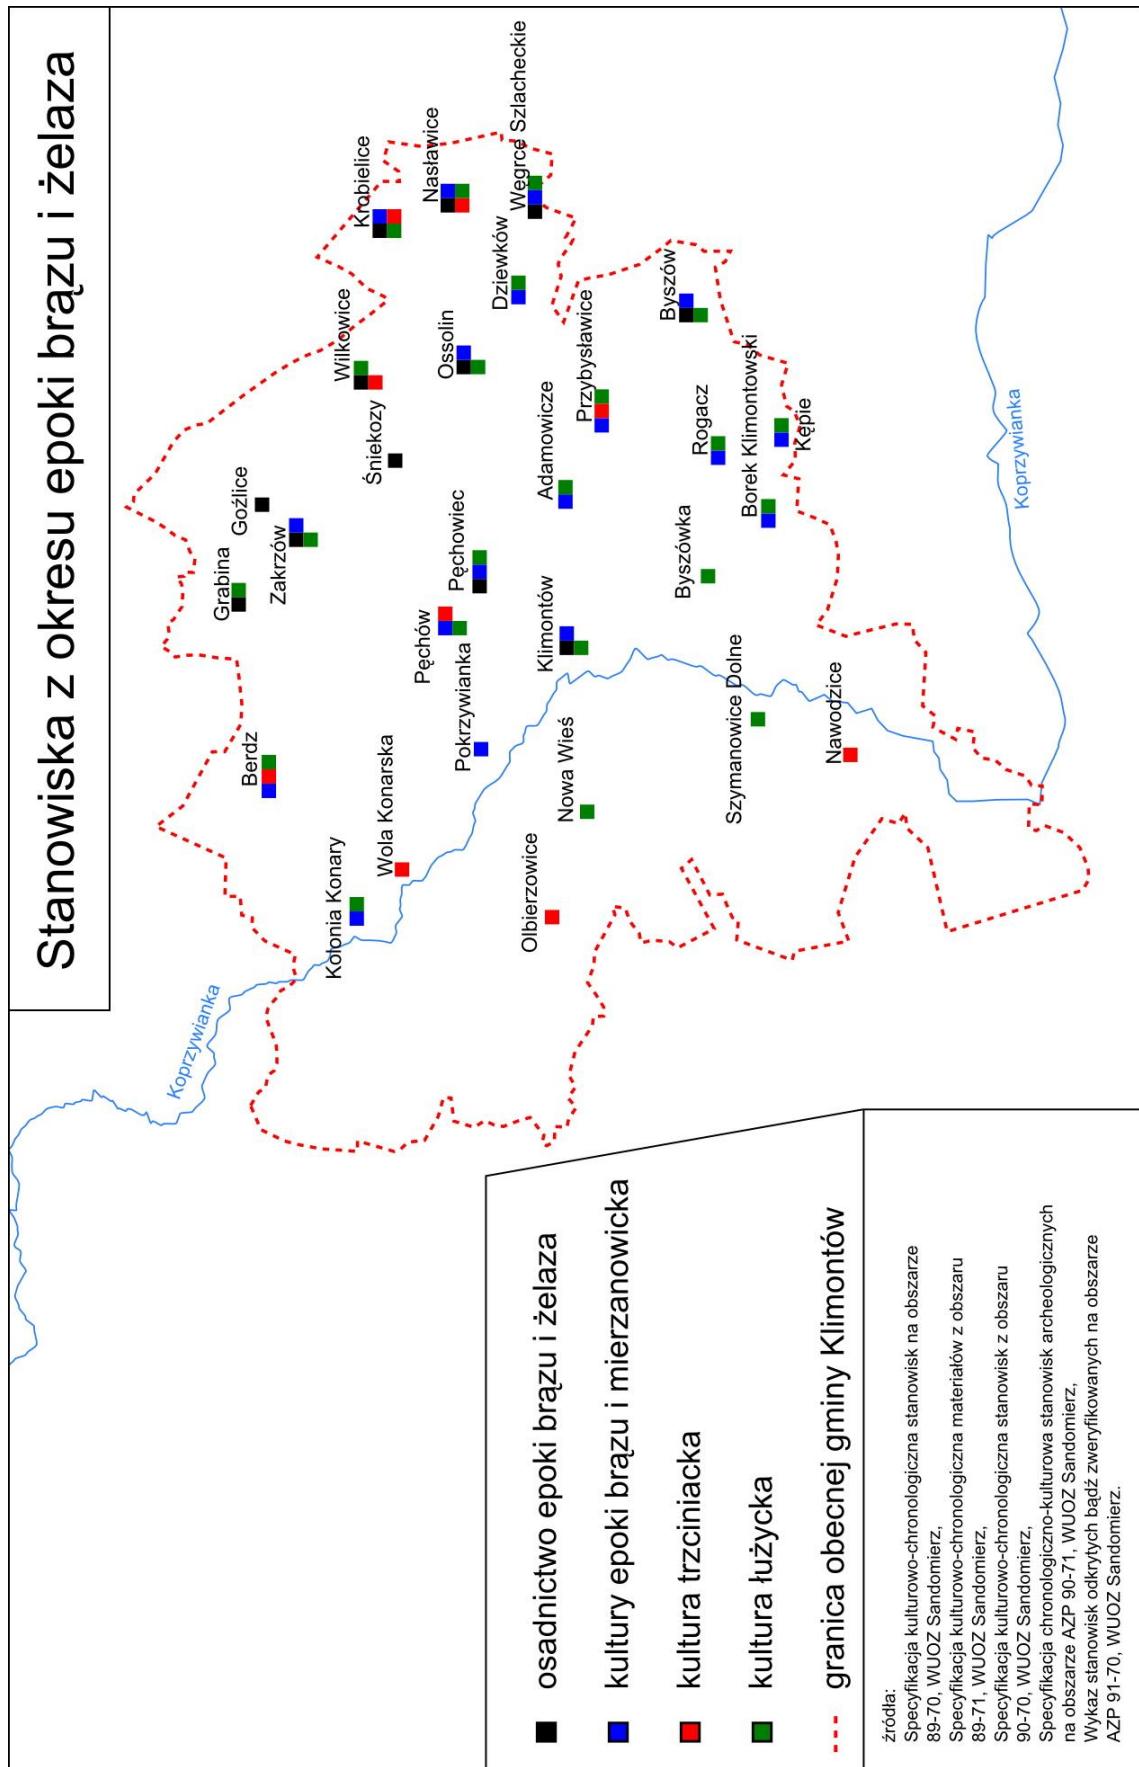 Stanowiska z okresu epoki brązu i żelaza
Koprzywianka
Grabina
Goźlice
Zakrzów
Berdz
Kolonia Konary
Wola Konarska
Wilkowice
Śniekozy
Krobielice
Nasławice
Ossolin
Węgrce Szlacheckie
Dziewków
Pęchów
Pęchowiec
Pokrzywianka
Klimontów
Adamowicze
Przybysławice
Olbierzowice
Nowa Wieś
Byszów
Rogacz
Byszówka
Borek Klimontowski
Kępie
Szymanowice Dolne
Nawodzice
Koprzywianka
osadnictwo epoki brązu i żelaza
kultury epoki brązu i mierzanowicka
kultura trzciniacka
kultura łużycka
granica obecnej gminy Klimontów
źródła:
Specyfikacja kulturowo-chronologiczna stanowisk na obszarze
89-70, WUOZ Sandomierz,
Specyfikacja kulturowo-chronologiczna materiałów z obszaru
89-71, WUOZ Sandomierz,
Specyfikacja kulturowo-chronologiczna stanowisk z obszaru
90-70, WUOZ Sandomierz,
Specyfikacja chronologiczno-kulturowa stanowisk archeologicznych
na obszarze AZP 90-71, WUOZ Sandomierz,
Wykaz stanowisk odkrytych bądź zweryfikowanych na obszarze
AZP 91-70, WUOZ Sandomierz.